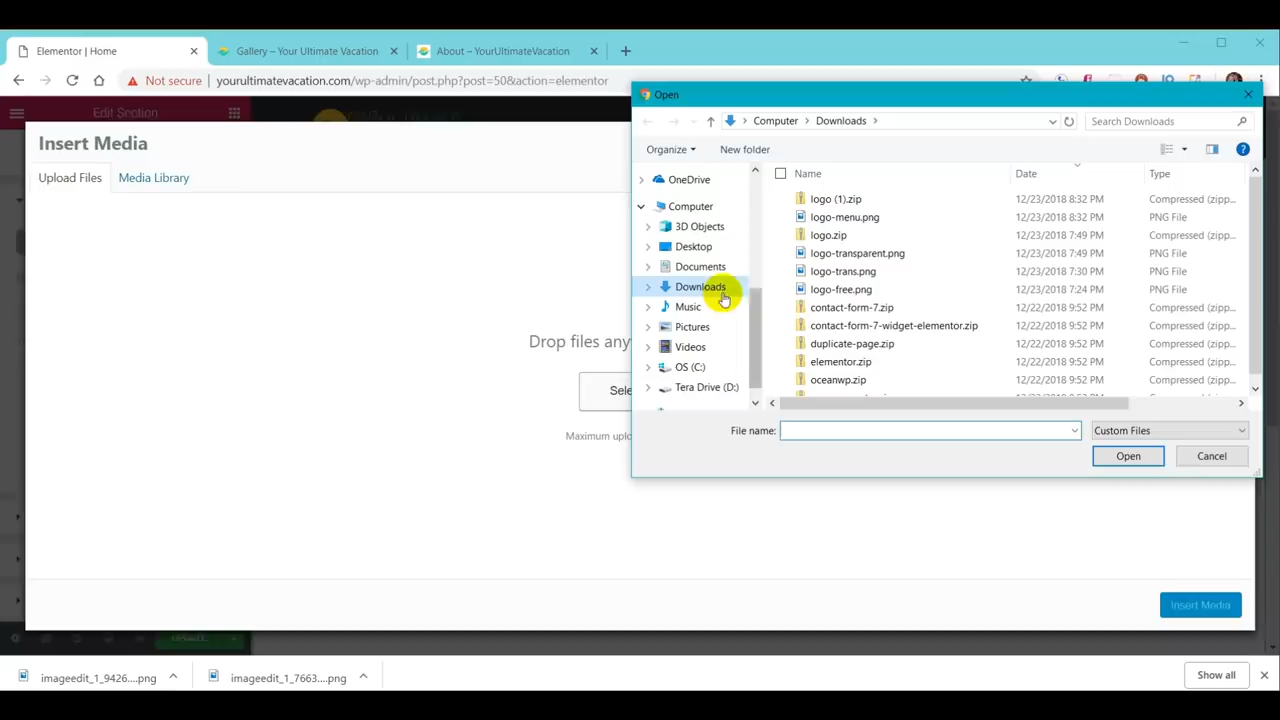 Elementor | Home
Gallery – Your Ultimate Vacation
About – YourUltimateVacation
Not secure
yourultimatevacation.com/wp-admin/post.php?post=50&action=elementor
Edit Section
Insert Media
Upload Files
Media Library
Drop files any
Sele
Maximum uplo
Insert Media
Open
Computer
Downloads
Search Downloads
Organize
New folder
OneDrive
Computer
3D Objects
Desktop
Documents
Downloads
Music
Pictures
Videos
OS (C:)
Tera Drive (D:)
Name Date Type
logo (1).zip 12/23/2018 8:32 PM Compressed (zipp...
logo-menu.png 12/23/2018 8:32 PM PNG File
logo.zip 12/23/2018 7:49 PM Compressed (zipp...
logo-transparent.png 12/23/2018 7:49 PM PNG File
logo-trans.png 12/23/2018 7:30 PM PNG File
logo-free.png 12/23/2018 7:24 PM PNG File
contact-form-7.zip 12/22/2018 9:52 PM Compressed (zipp...
contact-form-7-widget-elementor.zip 12/22/2018 9:52 PM Compressed (zipp...
duplicate-page.zip 12/22/2018 9:52 PM Compressed (zipp...
elementor.zip 12/22/2018 9:52 PM Compressed (zipp...
oceanwp.zip 12/22/2018 9:52 PM Compressed (zipp...
File name:
Custom Files
Open
Cancel
imageedit_1_9426....png
imageedit_1_7663....png
Show all